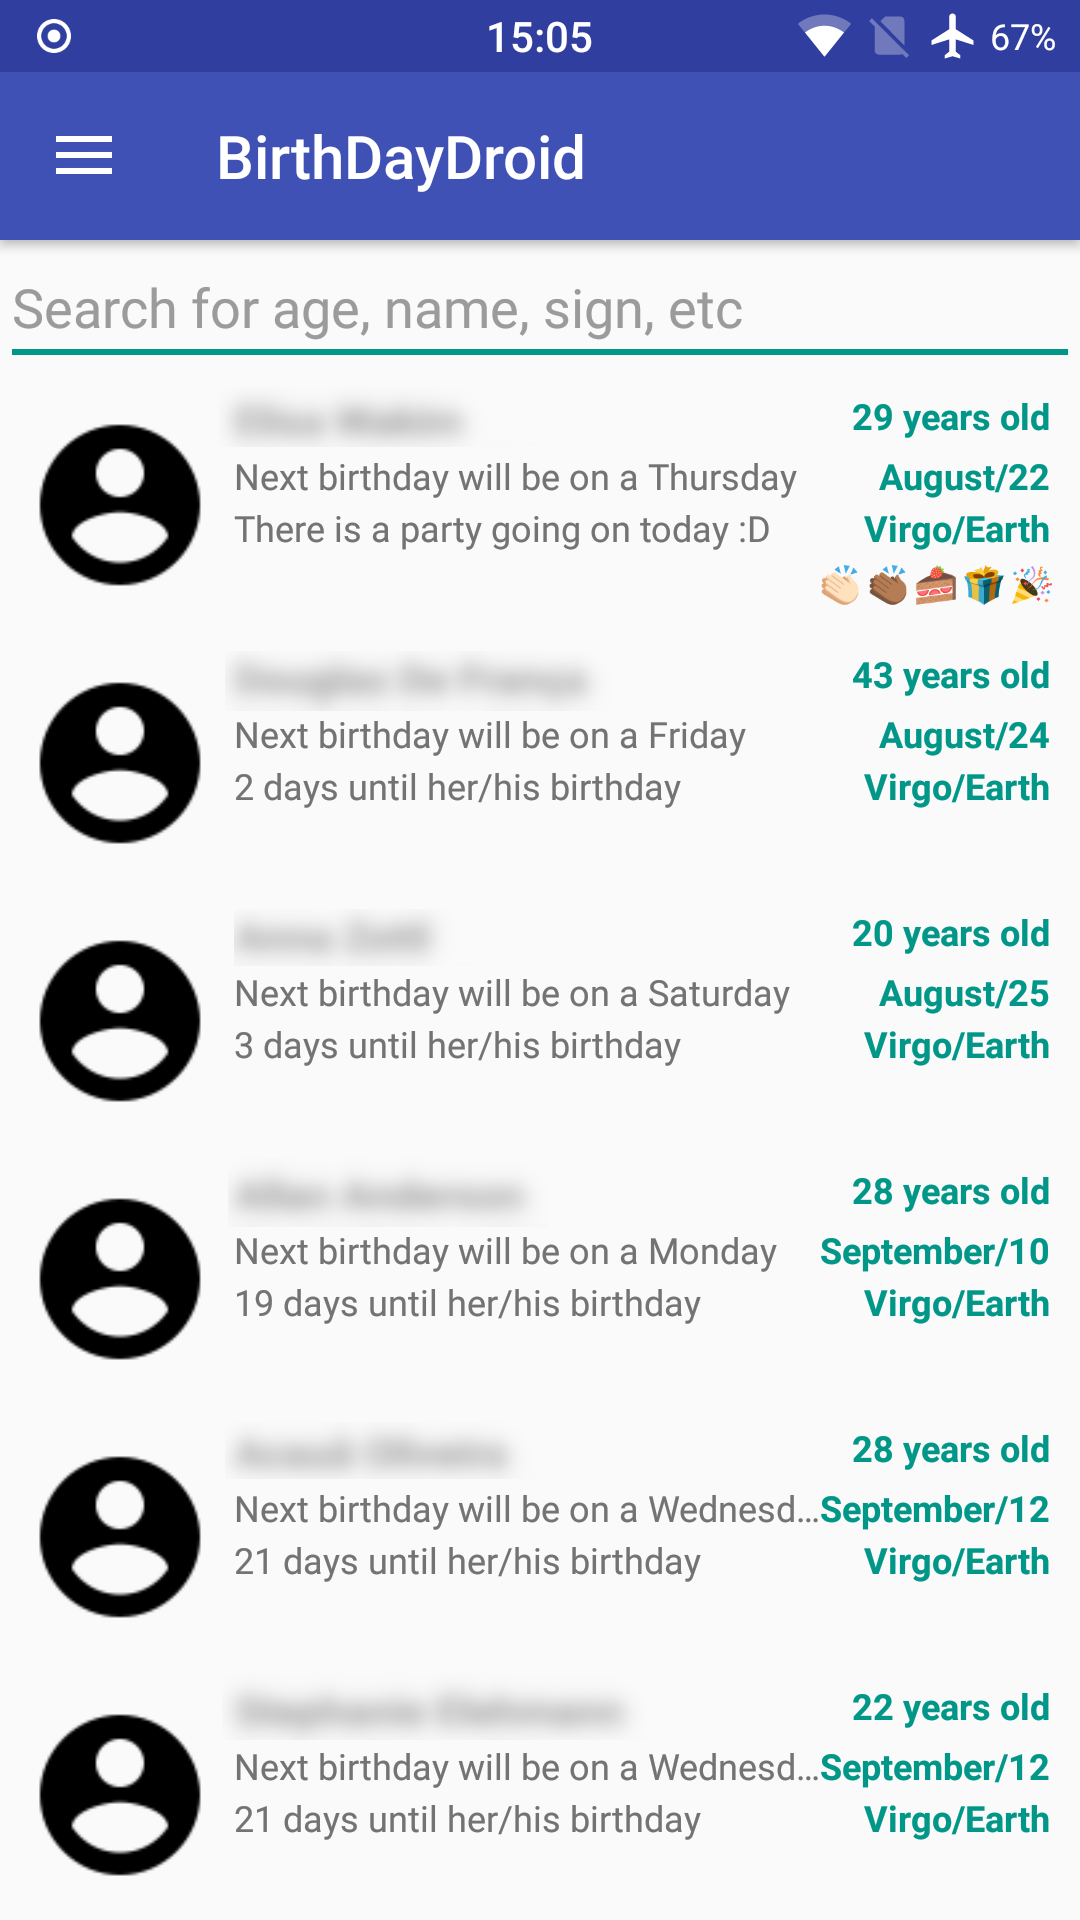 15:05 67%
BirthDayDroid
Search for age, name, sign, etc
29 years old
Next birthday will be on a Thursday August/22
There is a party going on today :D Virgo/Earth
👏🏻👏🏾🍰🎁🎉
43 years old
Next birthday will be on a Friday August/24
2 days until her/his birthday Virgo/Earth
20 years old
Next birthday will be on a Saturday August/25
3 days until her/his birthday Virgo/Earth
28 years old
Next birthday will be on a Monday September/10
19 days until her/his birthday Virgo/Earth
28 years old
Next birthday will be on a Wednesd... September/12
21 days until her/his birthday Virgo/Earth
22 years old
Next birthday will be on a Wednesd... September/12
21 days until her/his birthday Virgo/Earth